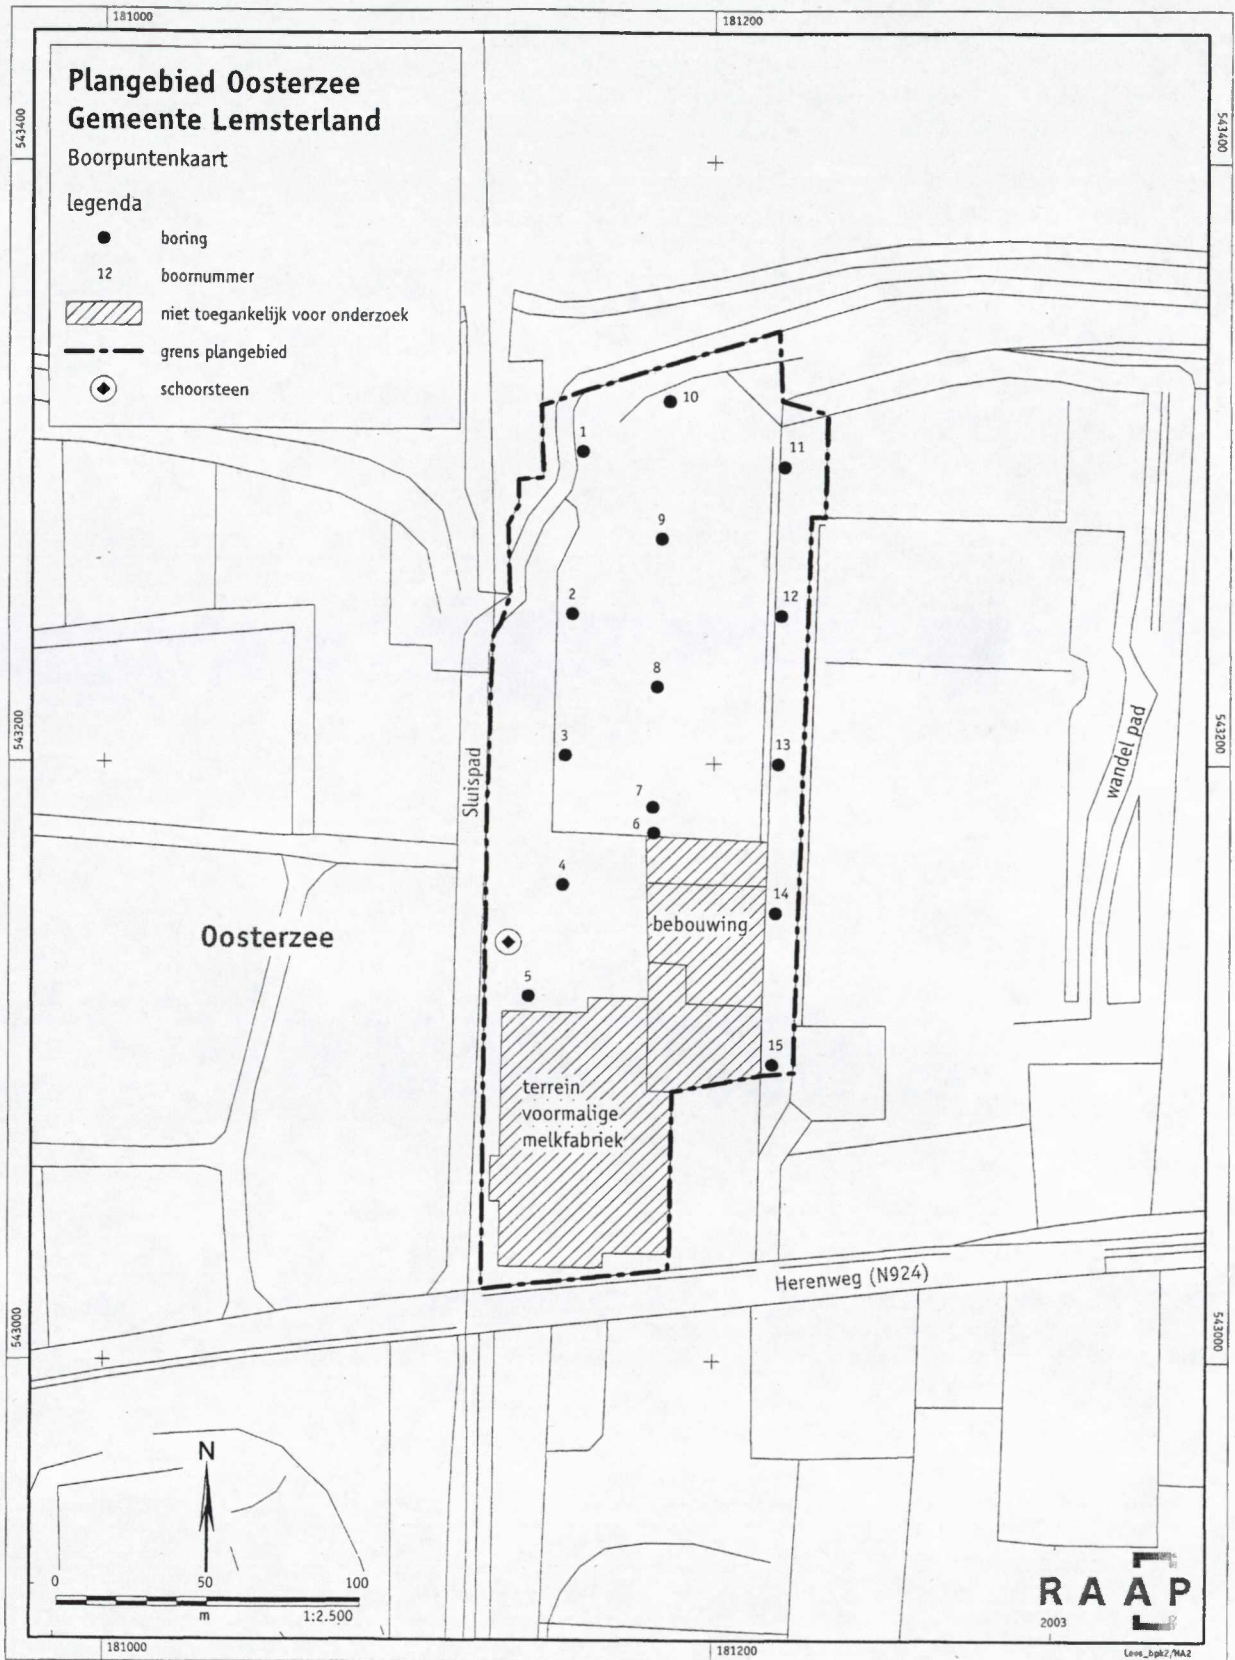 181000
181200
543400
543400
Plangebied Oosterzee
Gemeente Lemsterland
Boorpuntenkaart
legenda
boring
12 boornummer
niet toegankelijk voor onderzoek
grens plangebied
schoorsteen
10
1
11
9
2
12
8
3
13
7
6
4
14
5
15
543200
543200
Sluispad
wandel pad
Oosterzee
bebouwing
terrein
voormalige
melkfabriek
Herenweg (N924)
543000
543000
N
0 50 100
m 1:2.500
RAAP
2003
181000
181200